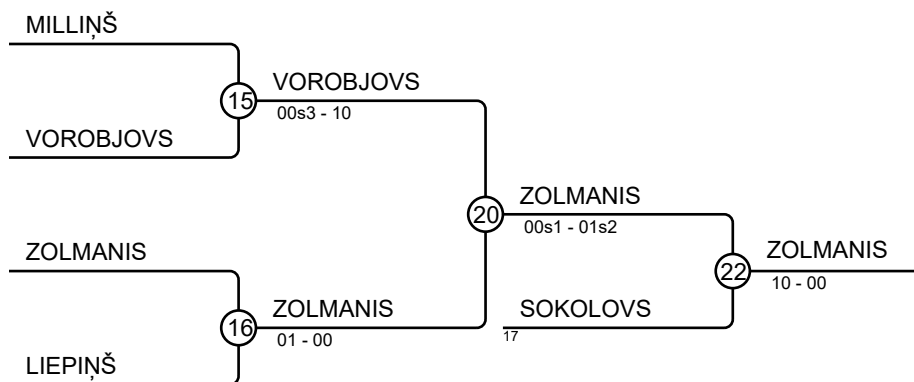 MILLIŅŠ
15
VOROBJOVS
00s3 - 10
VOROBJOVS
20
ZOLMANIS
00s1 - 01s2
ZOLMANIS
22
ZOLMANIS
10 - 00
16
ZOLMANIS
01 - 00
SOKOLOVS
17
LIEPIŅŠ